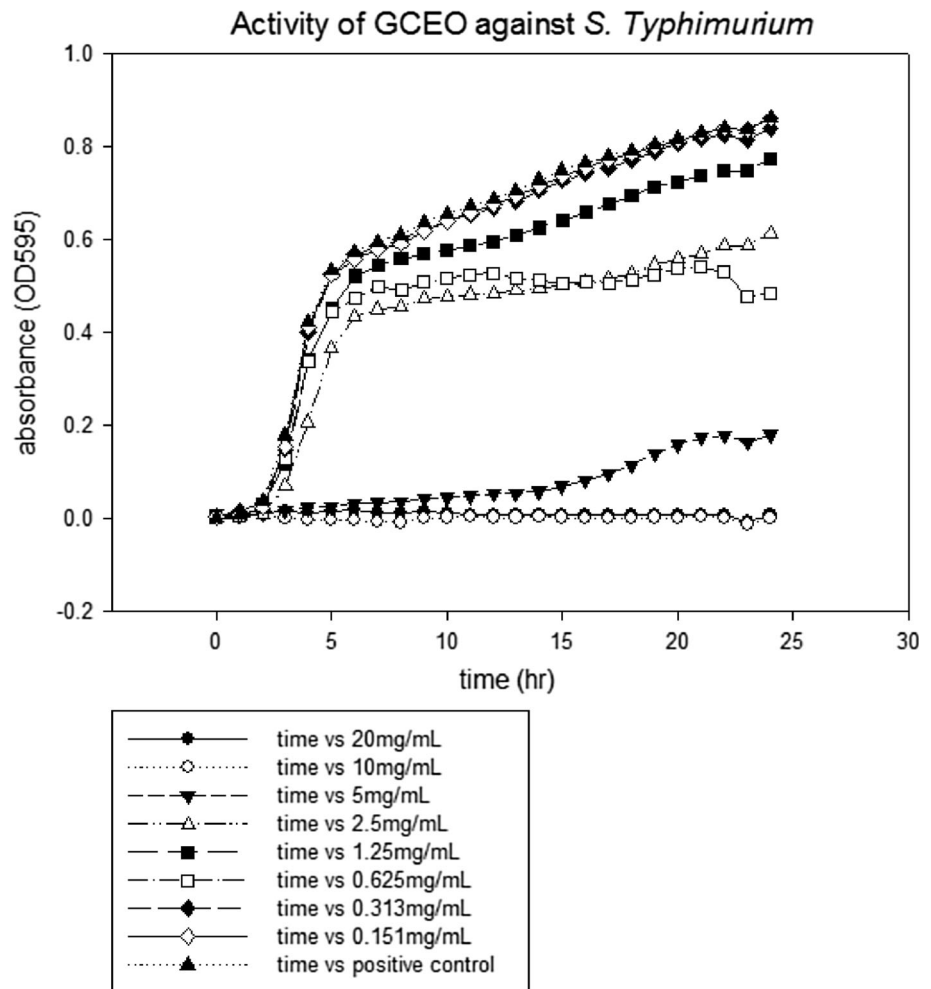 Activity of GCEO against S. Typhimurium
1.0
0.8
0.6
0.4
0.2
0.0
-0.2
absorbance (OD595)
0 5 10 15 20 25 30
time (hr)
time vs 20mg/mL
time vs 10mg/mL
time vs 5mg/mL
time vs 2.5mg/mL
time vs 1.25mg/mL
time vs 0.625mg/mL
time vs 0.313mg/mL
time vs 0.151mg/mL
time vs positive control